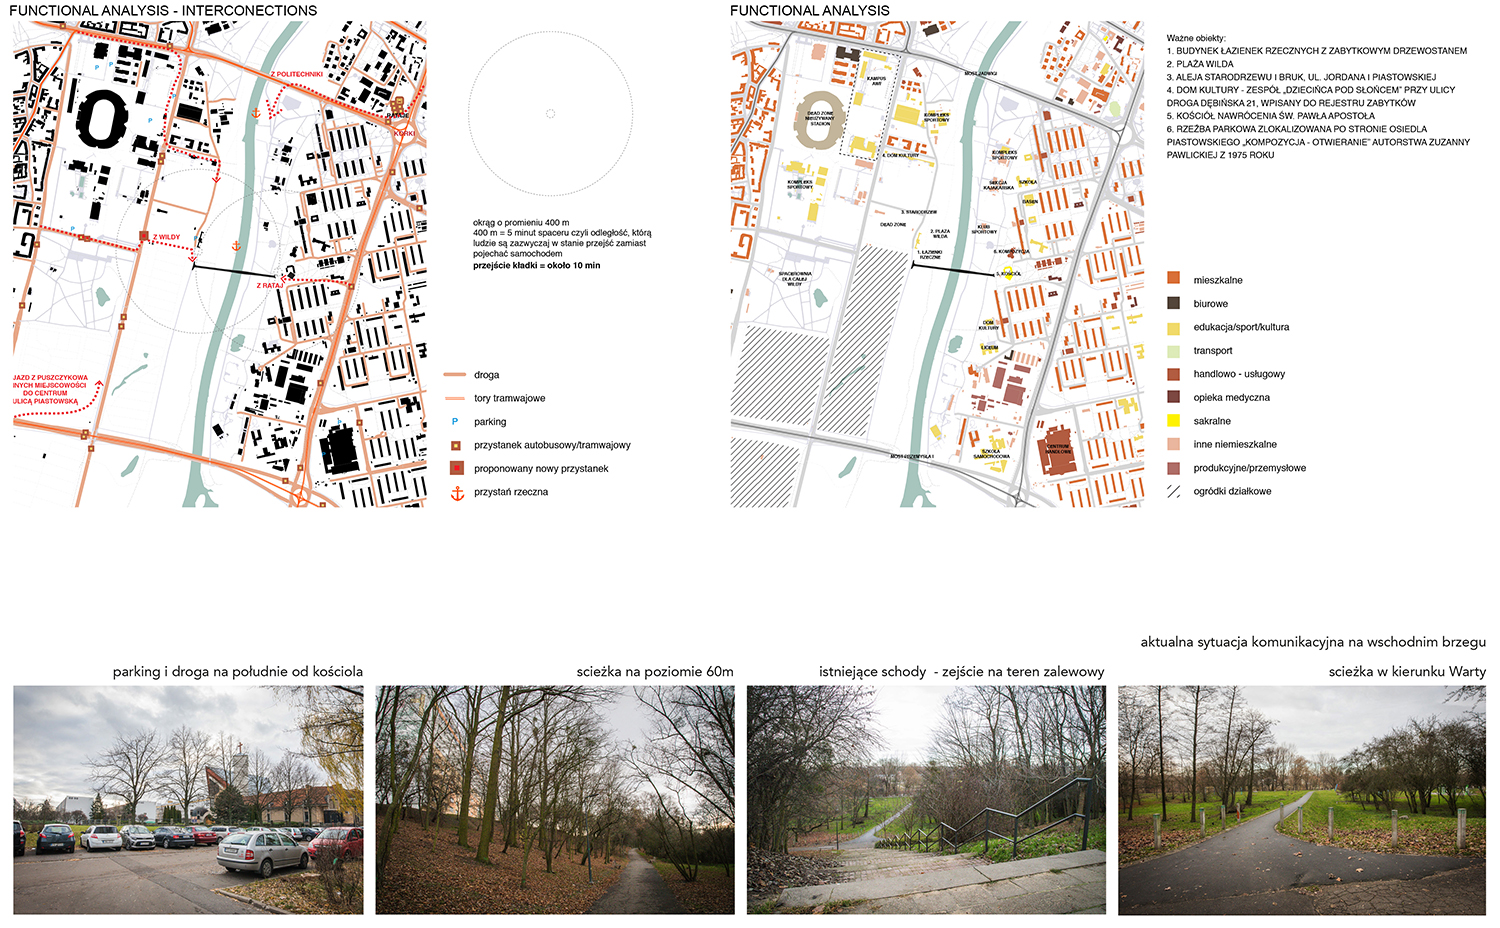 FUNCTIONAL ANALYSIS - INTERCONECTIONS
Z POLITECHNIKI
RATAJE
KÓRKI
P
P
P
P
P
Z WILDY
Z RATAJ
JAZD Z PUSZCZYKOWA
NNYCH MIEJSCOWOŚCI
DO CENTRUM
ULICĄ PIASTOWSKĄ
okrąg o promieniu 400 m
400 m = 5 minut spaceru czyli odległość, którą
ludzie są zazwyczaj w stanie przejść zamiast
pojechać samochodem
przejście kładki = około 10 min
droga
tory tramwajowe
P parking
przystanek autobusowy/tramwajowy
proponowany nowy przystanek
przystań rzeczna
FUNCTIONAL ANALYSIS
MOST JADWIGI
KAMPUS
AWF
DEAD ZONE
NIEUŻYWANY
STADION
KOMPLEKS
SPORTOWY
4. DOM KULTURY
KOMPLEKS
SPORTOWY
KOMPLEKS
SPORTOWY
SEKCJA
KAJAKARSKA
SZKOŁA
BASEN
3. STARODRZEW
DEAD ZONE
2. PLAŻA
WILDA
KLUB
SPORTOWY
1. ŁAZIENKI
RZECZNE
6. KOMPOZYCJA
5. KOŚCIÓŁ
SPACEROWNIA
DLA CAŁEJ
WILDY
DOM
KULTURY
LICEUM
SZKOŁA
SAMOCHODOWA
CENTRUM
HANDLOWE
MOST PRZEMYSŁA I
Ważne obiekty:
1. BUDYNEK ŁAZIENEK RZECZNYCH Z ZABYTKOWYM DRZEWOSTANEM
2. PLAŻA WILDA
3. ALEJA STARODRZEWU I BRUK, UL. JORDANA I PIASTOWSKIEJ
4. DOM KULTURY - ZESPÓŁ „DZIECIŃCA POD SŁOŃCEM” PRZY ULICY
DROGA DĘBIŃSKA 21, WPISANY DO REJESTRU ZABYTKÓW
5. KOŚCIÓŁ NAWRÓCENIA ŚW. PAWŁA APOSTOŁA
6. RZEŹBA PARKOWA ZLOKALIZOWANA PO STRONIE OSIEDLA
PIASTOWSKIEGO „KOMPOZYCJA - OTWIERANIE” AUTORSTWA ZUZANNY
PAWLICKIEJ Z 1975 ROKU
mieszkalne
biurowe
edukacja/sport/kultura
transport
handlowo - usługowy
opieka medyczna
sakralne
inne niemieszkalne
produkcyjne/przemysłowe
ogródki działkowe
aktualna sytuacja komunikacyjna na wschodnim brzegu
parking i droga na południe od kościola
scieżka na poziomie 60m
istniejące schody - zejście na teren zalewowy
scieżka w kierunku Warty